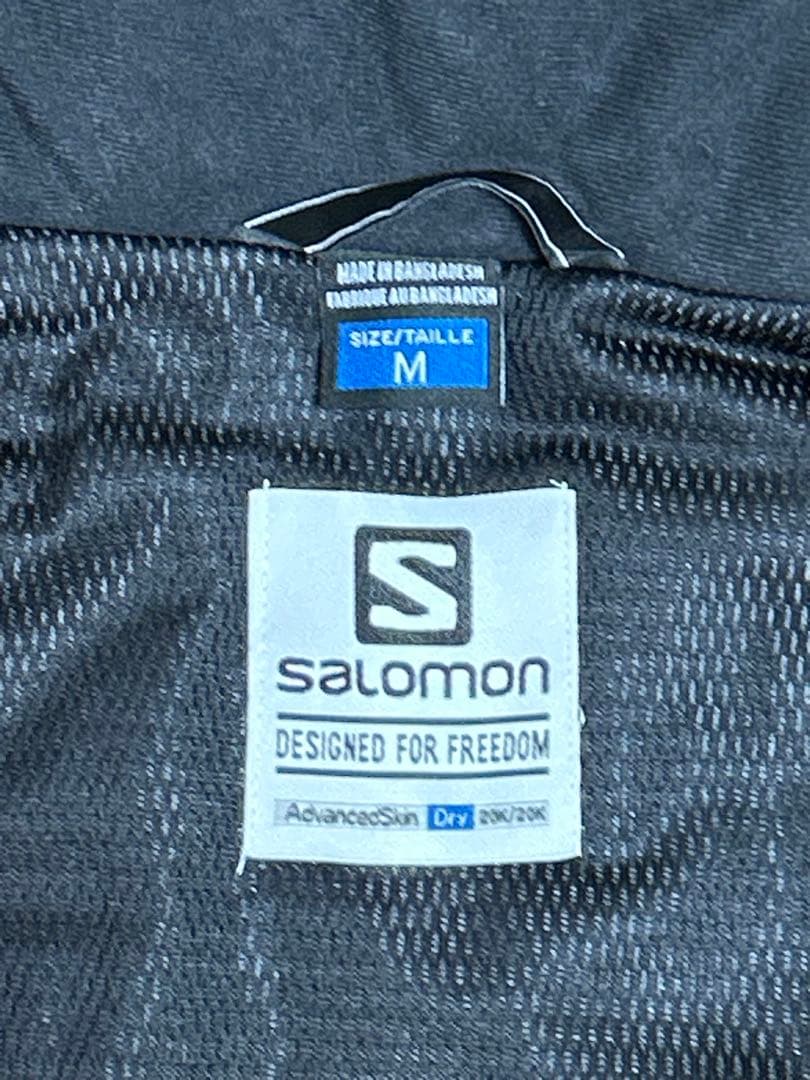 MADE IN BANGLADESH
FABRIQUE AU BANGLADESH
SIZE/TAILLE
M
S
salomon
DESIGNED FOR FREEDOM
AdvancedSkin Dry 20K/20K